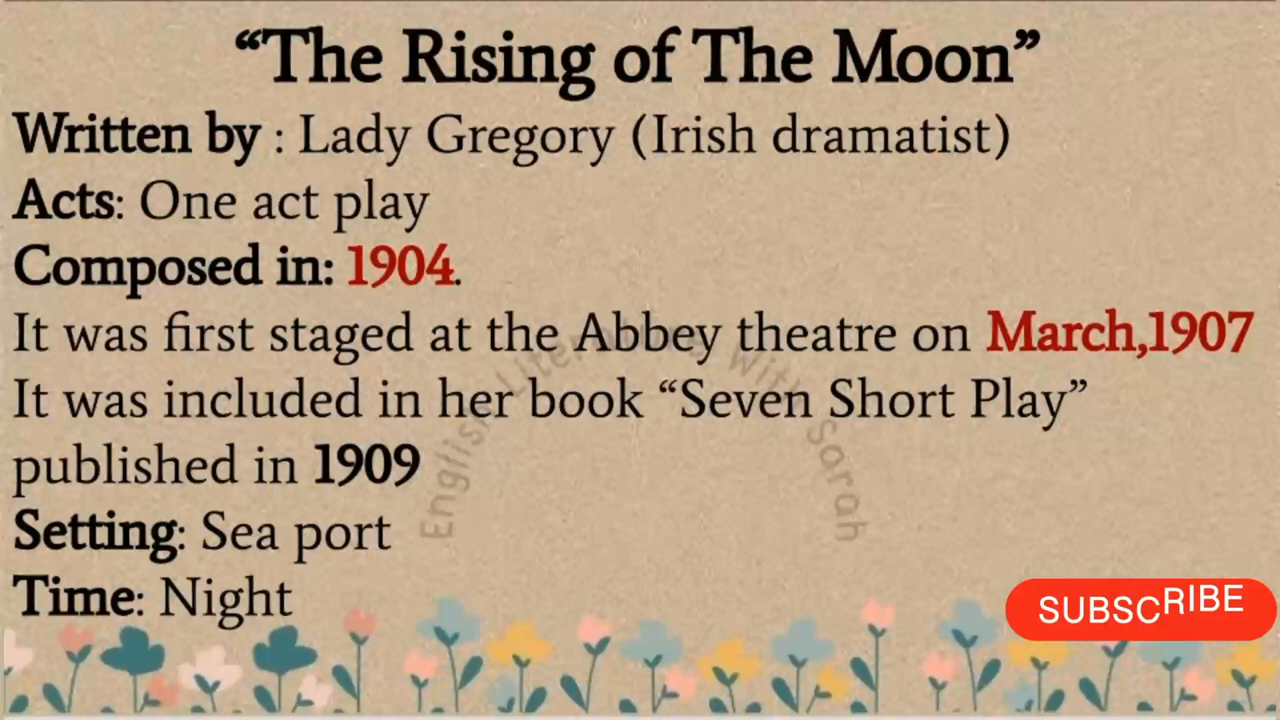 “The Rising of The Moon”
Written by : Lady Gregory (Irish dramatist)
Acts: One act play
Composed in: 1904.
It was first staged at the Abbey theatre on March,1907
It was included in her book “Seven Short Play”
published in 1909
Setting: Sea port
Time: Night
SUBSCRIBE